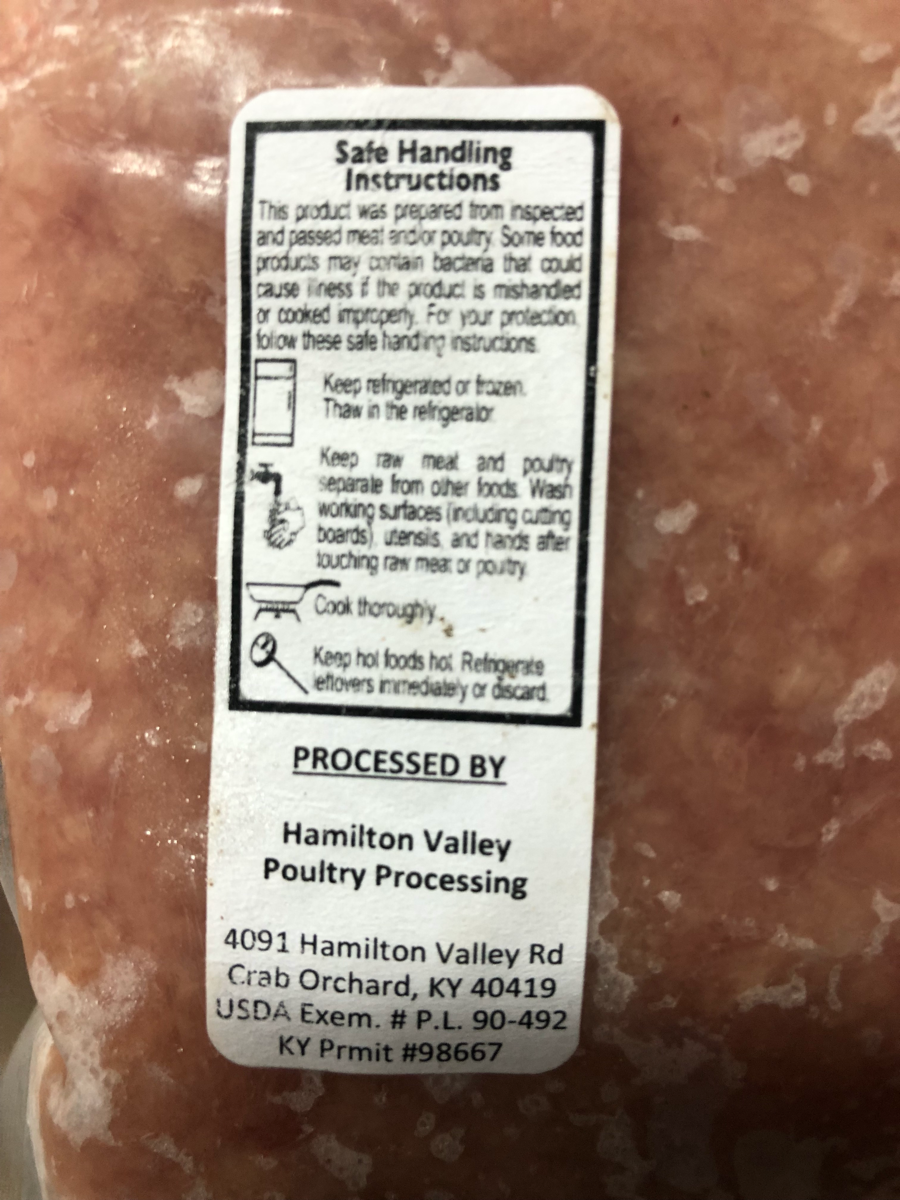 Safe Handling
Instructions
This product was prepared from inspected
and passed meat and/or poultry. Some food
products may contain bacteria that could
cause illness if the product is mishandled
or cooked improperly. For your protection,
follow these safe handling instructions.
Keep refrigerated or frozen.
Thaw in the refrigerator.
Keep raw meat and poultry
separate from other foods. Wash
working surfaces (including cutting
boards), utensils, and hands after
touching raw meat or poultry.
Cook thoroughly.
Keep hot foods hot. Refrigerate
leftovers immediately or discard.
PROCESSED BY
Hamilton Valley
Poultry Processing
4091 Hamilton Valley Rd
Crab Orchard, KY 40419
USDA Exem. # P.L. 90-492
KY Prmit #98667